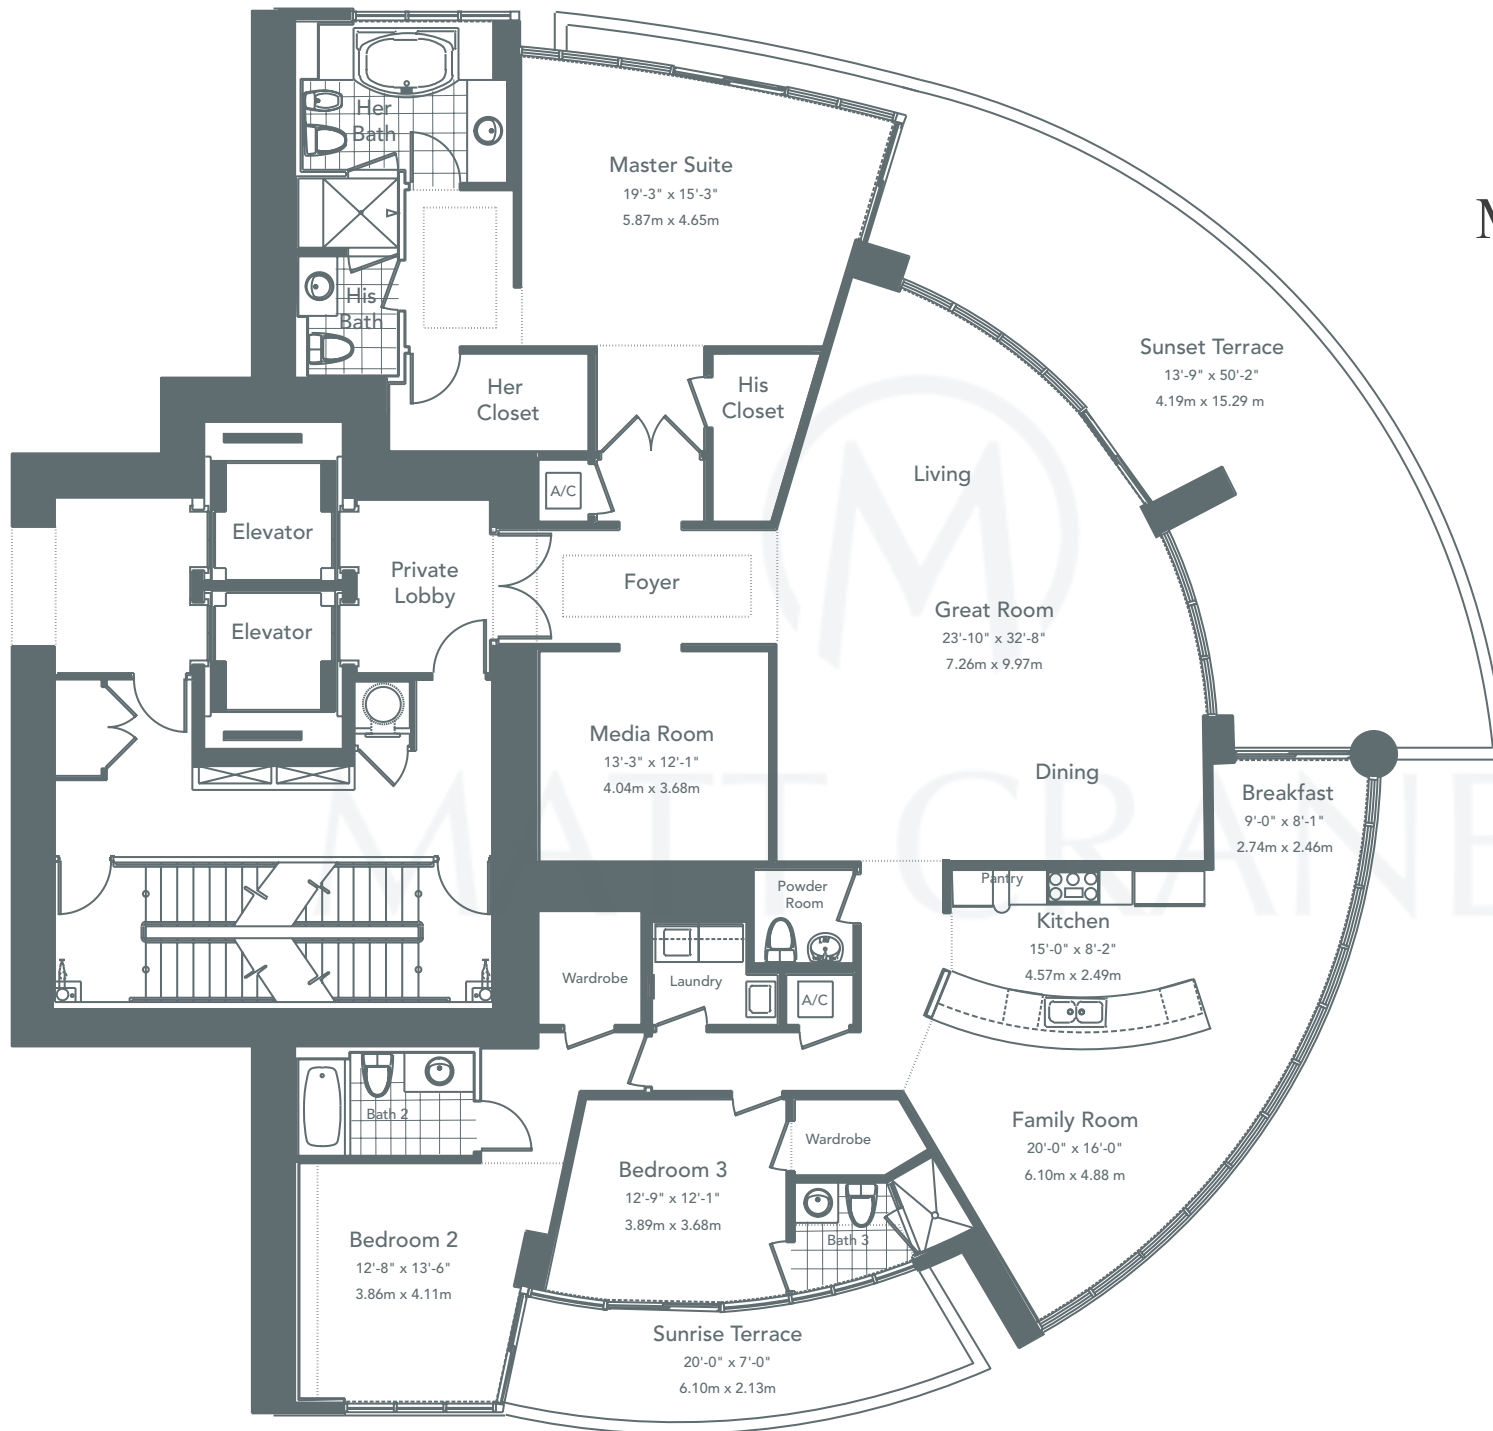 Her
Bath
Master Suite
19'-3" x 15'-3"
5.87m x 4.65m
M
His
Bath
Sunset Terrace
13'-9" x 50'-2"
4.19m x 15.29 m
Her
Closet
His
Closet
Living
A/C
Elevator
Private
Lobby
Foyer
Elevator
Great Room
23'-10" x 32'-8"
7.26m x 9.97m
Media Room
13'-3" x 12'-1"
4.04m x 3.68m
Dining
Breakfast
9'-0" x 8'-1"
2.74m x 2.46m
MATT CRANE
Powder
Room
Pantry
Kitchen
15'-0" x 8'-2"
4.57m x 2.49m
Wardrobe
Laundry
A/C
Bath 2
Family Room
20'-0" x 16'-0"
6.10m x 4.88 m
Wardrobe
Bedroom 3
12'-9" x 12'-1"
3.89m x 3.68m
Bath 3
Bedroom 2
12'-8" x 13'-6"
3.86m x 4.11m
Sunrise Terrace
20'-0" x 7'-0"
6.10m x 2.13m